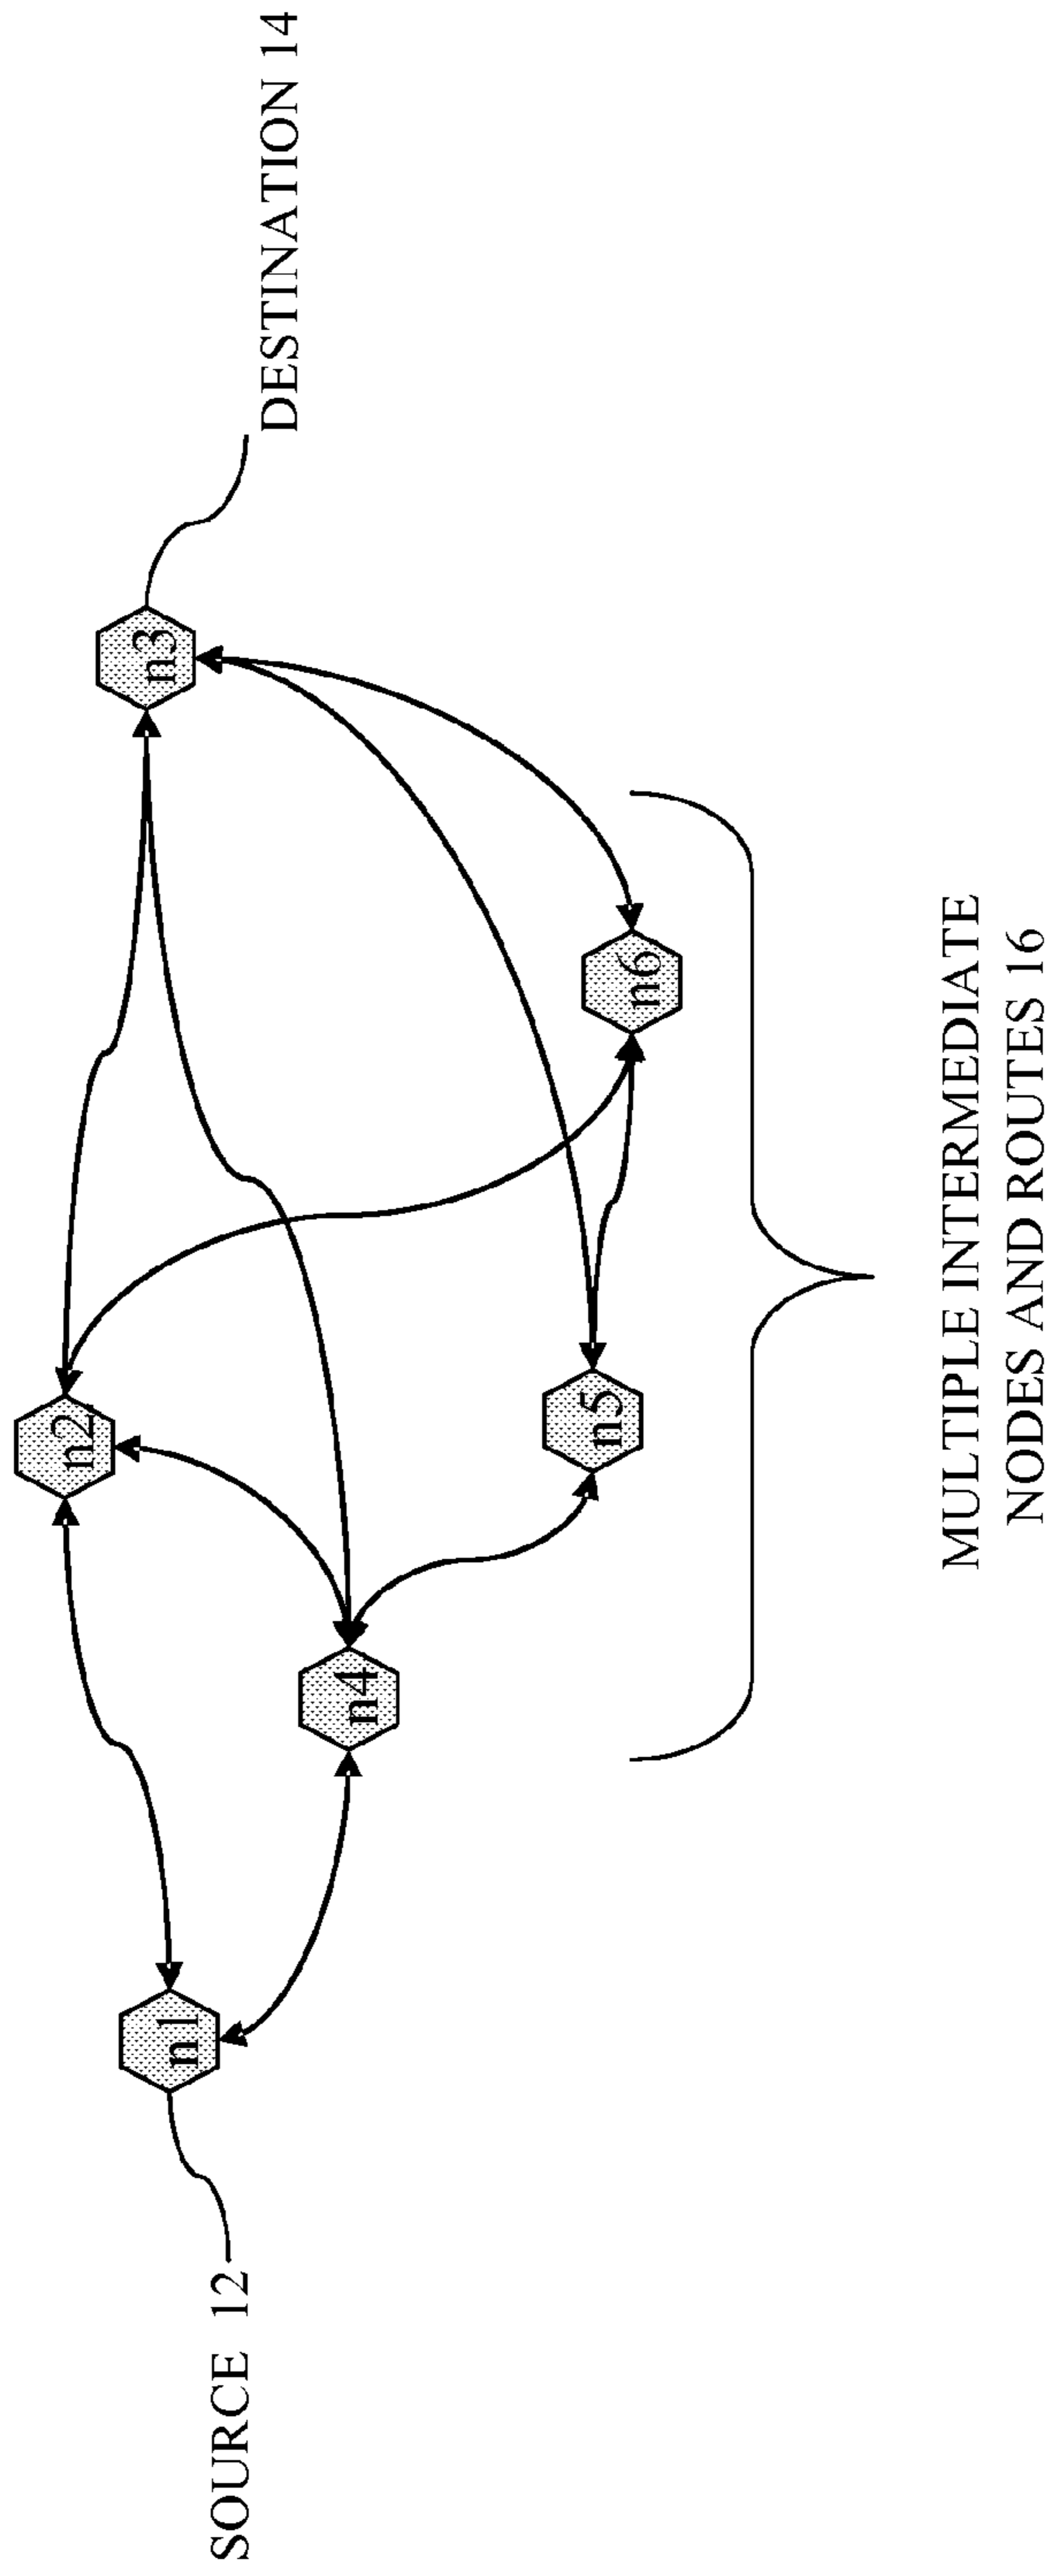 SOURCE 12
n1
n2
n4
n3
n5
n6
DESTINATION 14
MULTIPLE INTERMEDIATE
NODES AND ROUTES 16